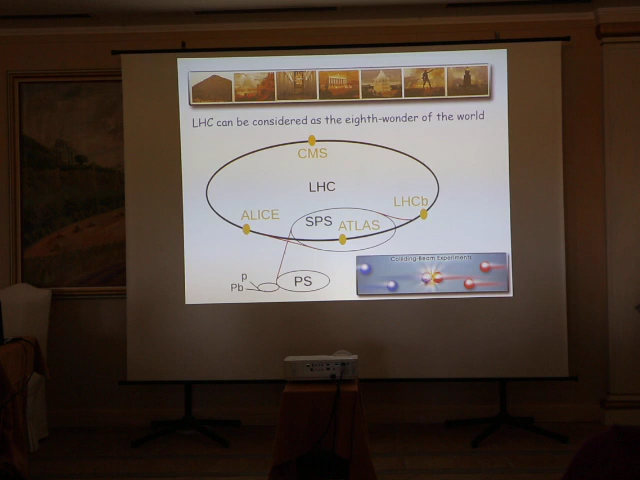 LHC can be considered as the eighth-wonder of the world
CMS
LHC
LHCb
ALICE
SPS
ATLAS
Colliding Beam Experiments
p
Pb
PS